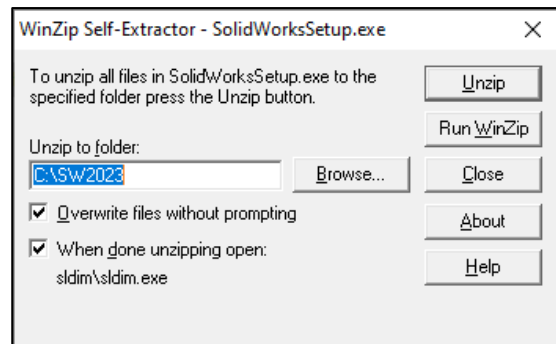 WinZip Self-Extractor - SolidWorksSetup.exe
To unzip all files in SolidWorksSetup.exe to the
specified folder press the Unzip button.
Unzip to folder:
C:\SW2023
Browse...
Overwrite files without prompting
When done unzipping open:
sldim\sldim.exe
Unzip
Run WinZip
Close
About
Help